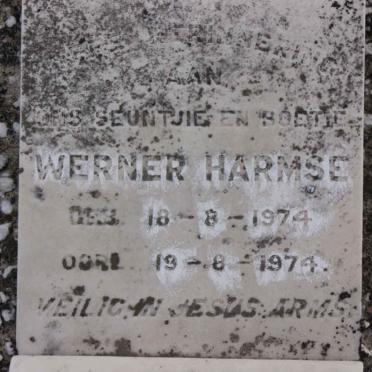 AAN
ONS SEUNTJIE EN BOETIE
WERNER HARMSE
GEB. 18-8-1974
OORL. 19-8-1974.
VEILIG IN JESUS ARMS